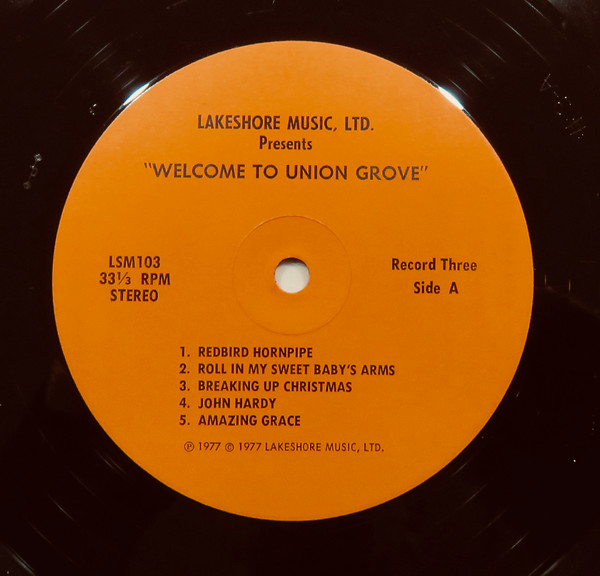 LAKESHORE MUSIC, LTD.
Presents
"WELCOME TO UNION GROVE"
LSM103
33⅓ RPM
STEREO
Record Three
Side A
1. REDBIRD HORNPIPE
2. ROLL IN MY SWEET BABY'S ARMS
3. BREAKING UP CHRISTMAS
4. JOHN HARDY
5. AMAZING GRACE
℗ 1977 © 1977 LAKESHORE MUSIC, LTD.